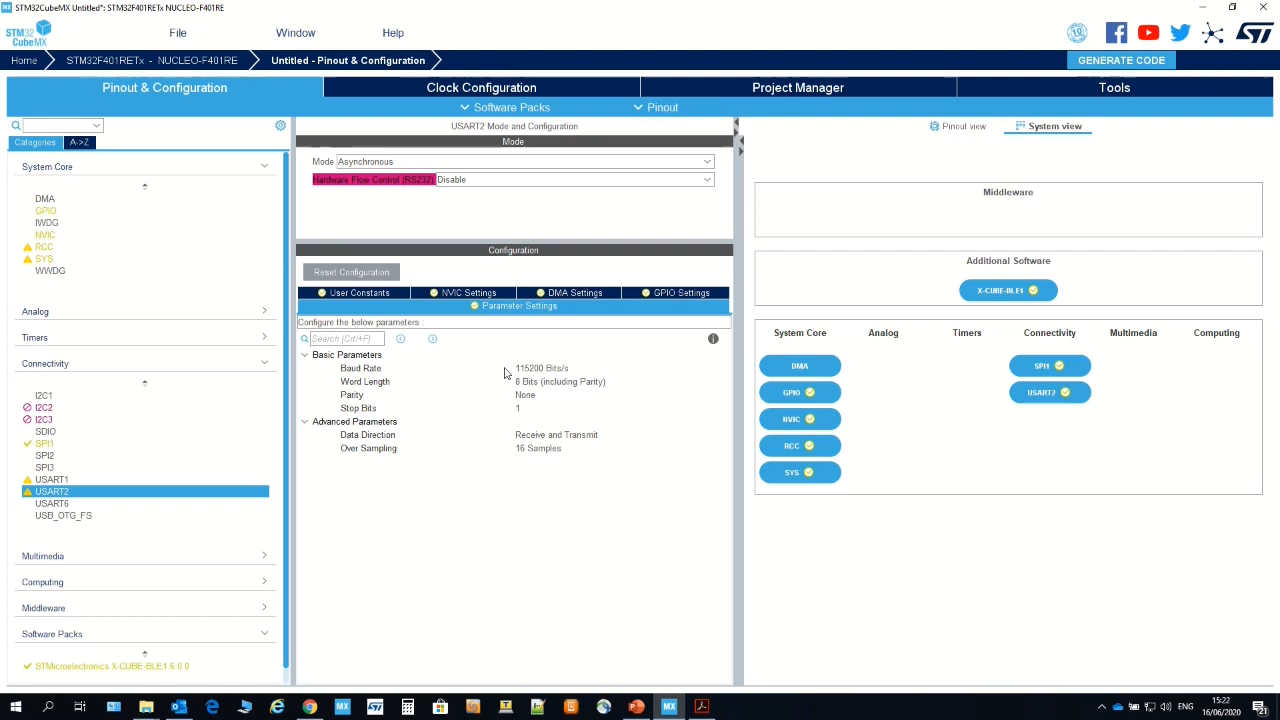 MX STM32CubeMX Untitled*: STM32F401RETx NUCLEO-F401RE
STM32
CubeMX
File Window Help
10
Home STM32F401RETx - NUCLEO-F401RE Untitled - Pinout & Configuration GENERATE CODE
Pinout & Configuration Clock Configuration Project Manager Tools
Software Packs Pinout
Categories A->Z
System Core
DMA
GPIO
IWDG
NVIC
RCC
SYS
WWDG
Analog
Timers
Connectivity
I2C1
I2C2
I2C3
SDIO
SPI1
SPI2
SPI3
USART1
USART2
USART6
USB_OTG_FS
Multimedia
Computing
Middleware
Software Packs
STMicroelectronics X-CUBE-BLE1.6.0.0
USART2 Mode and Configuration
Mode
Mode Asynchronous
Hardware Flow Control (RS232) Disable
Configuration
Reset Configuration
User Constants NVIC Settings DMA Settings GPIO Settings
Parameter Settings
Configure the below parameters :
Search (Crtl+F)
Basic Parameters
Baud Rate 115200 Bits/s
Word Length 8 Bits (including Parity)
Parity None
Stop Bits 1
Advanced Parameters
Data Direction Receive and Transmit
Over Sampling 16 Samples
Pinout view System view
Middleware
Additional Software
X-CUBE-BLE1
System Core Analog Timers Connectivity Multimedia Computing
DMA SPI1
GPIO USART2
NVIC
RCC
SYS
MX MX
ENG
15:22
16/06/2020
21